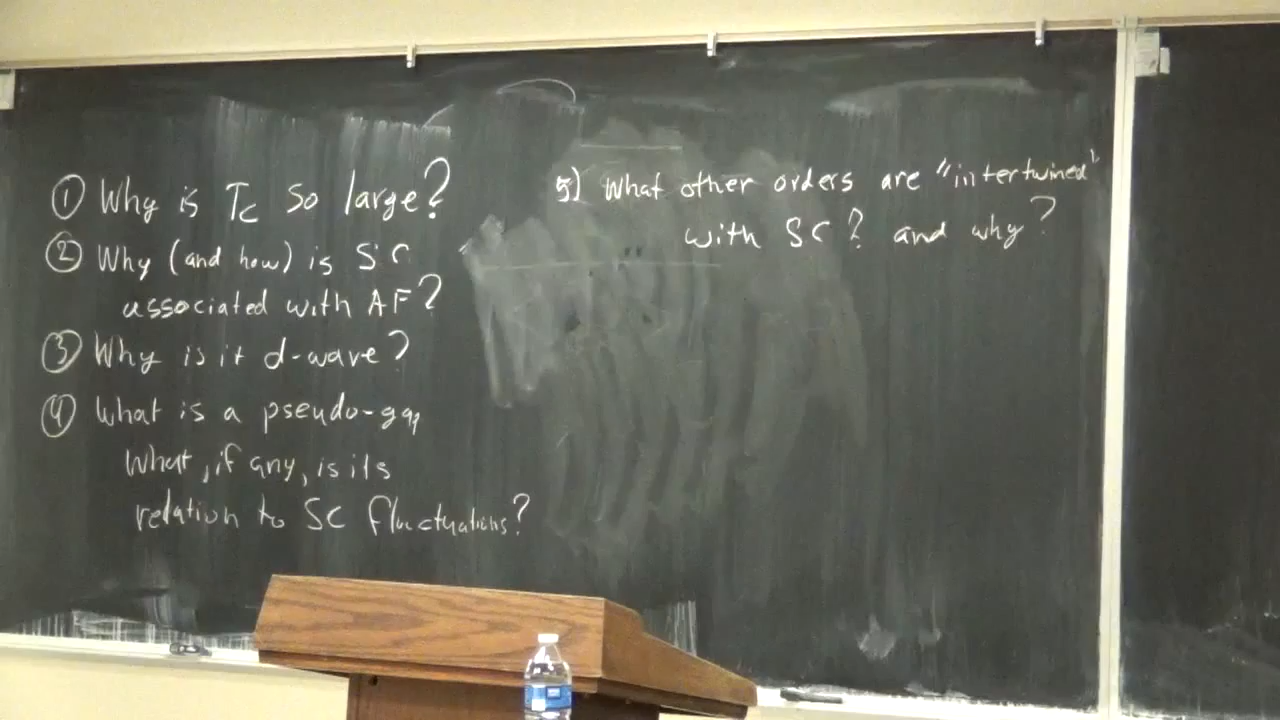 ① Why is Tc so large?
② Why (and how) is SC
associated with AF?
③ Why is it d-wave?
④ What is a pseudo-gap
What, if any, is its
relation to SC fluctuations?
5) What other orders are "intertwined"
with SC? and why?